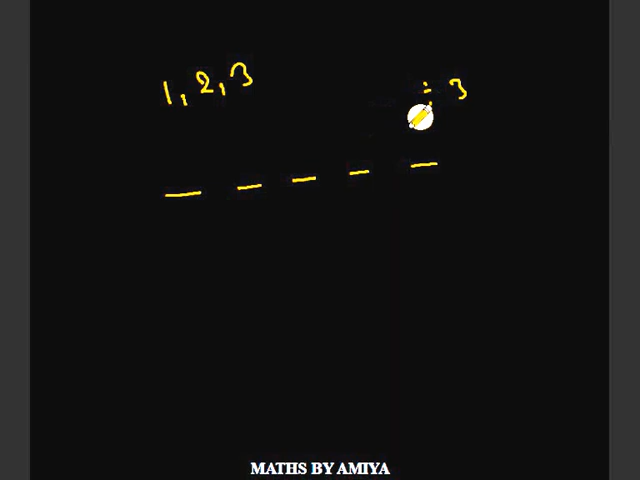 1, 2, 3 = 3
MATHS BY AMIYA